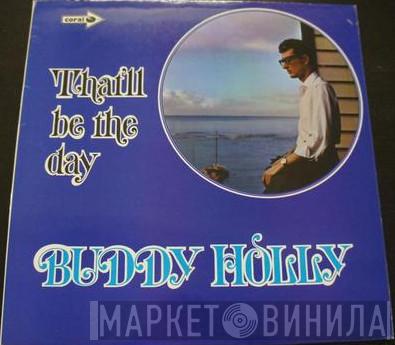 coral
That'll
be the
day
BUDDY HOLLY
МАРКЕТ ВИНИЛА